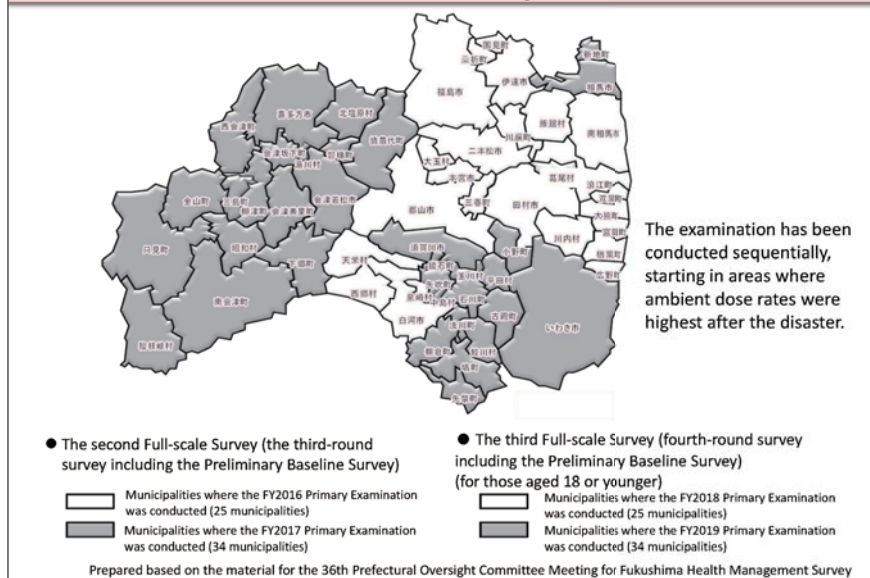 国見町
桑折町
新地町
伊達市
相馬市
福島市
喜多方市
北塩原村
飯舘村
西会津町
猪苗代町
川俣町
南相馬市
会津坂下町
磐梯町
二本松市
湯川村
大玉村
葛尾村
浪江町
本宮市
双葉町
金山町
三島町
会津若松市
三春町
田村市
大熊町
柳津町
会津美里町
郡山市
富岡町
川内村
只見町
昭和村
須賀川市
小野町
楢葉町
下郷町
天栄村
鏡石町
広野町
玉川村
平田村
南会津町
西郷村
矢吹町
泉崎村
中島村
石川町
古殿町
白河市
浅川町
いわき市
檜枝岐村
棚倉町
鮫川村
塙町
矢祭町
The examination has been
conducted sequentially,
starting in areas where
ambient dose rates were
highest after the disaster.
● The second Full-scale Survey (the third-round
survey including the Preliminary Baseline Survey)
Municipalities where the FY2016 Primary Examination
was conducted (25 municipalities)
Municipalities where the FY2017 Primary Examination
was conducted (34 municipalities)
● The third Full-scale Survey (fourth-round survey
including the Preliminary Baseline Survey)
(for those aged 18 or younger)
Municipalities where the FY2018 Primary Examination
was conducted (25 municipalities)
Municipalities where the FY2019 Primary Examination
was conducted (34 municipalities)
Prepared based on the material for the 36th Prefectural Oversight Committee Meeting for Fukushima Health Management Survey